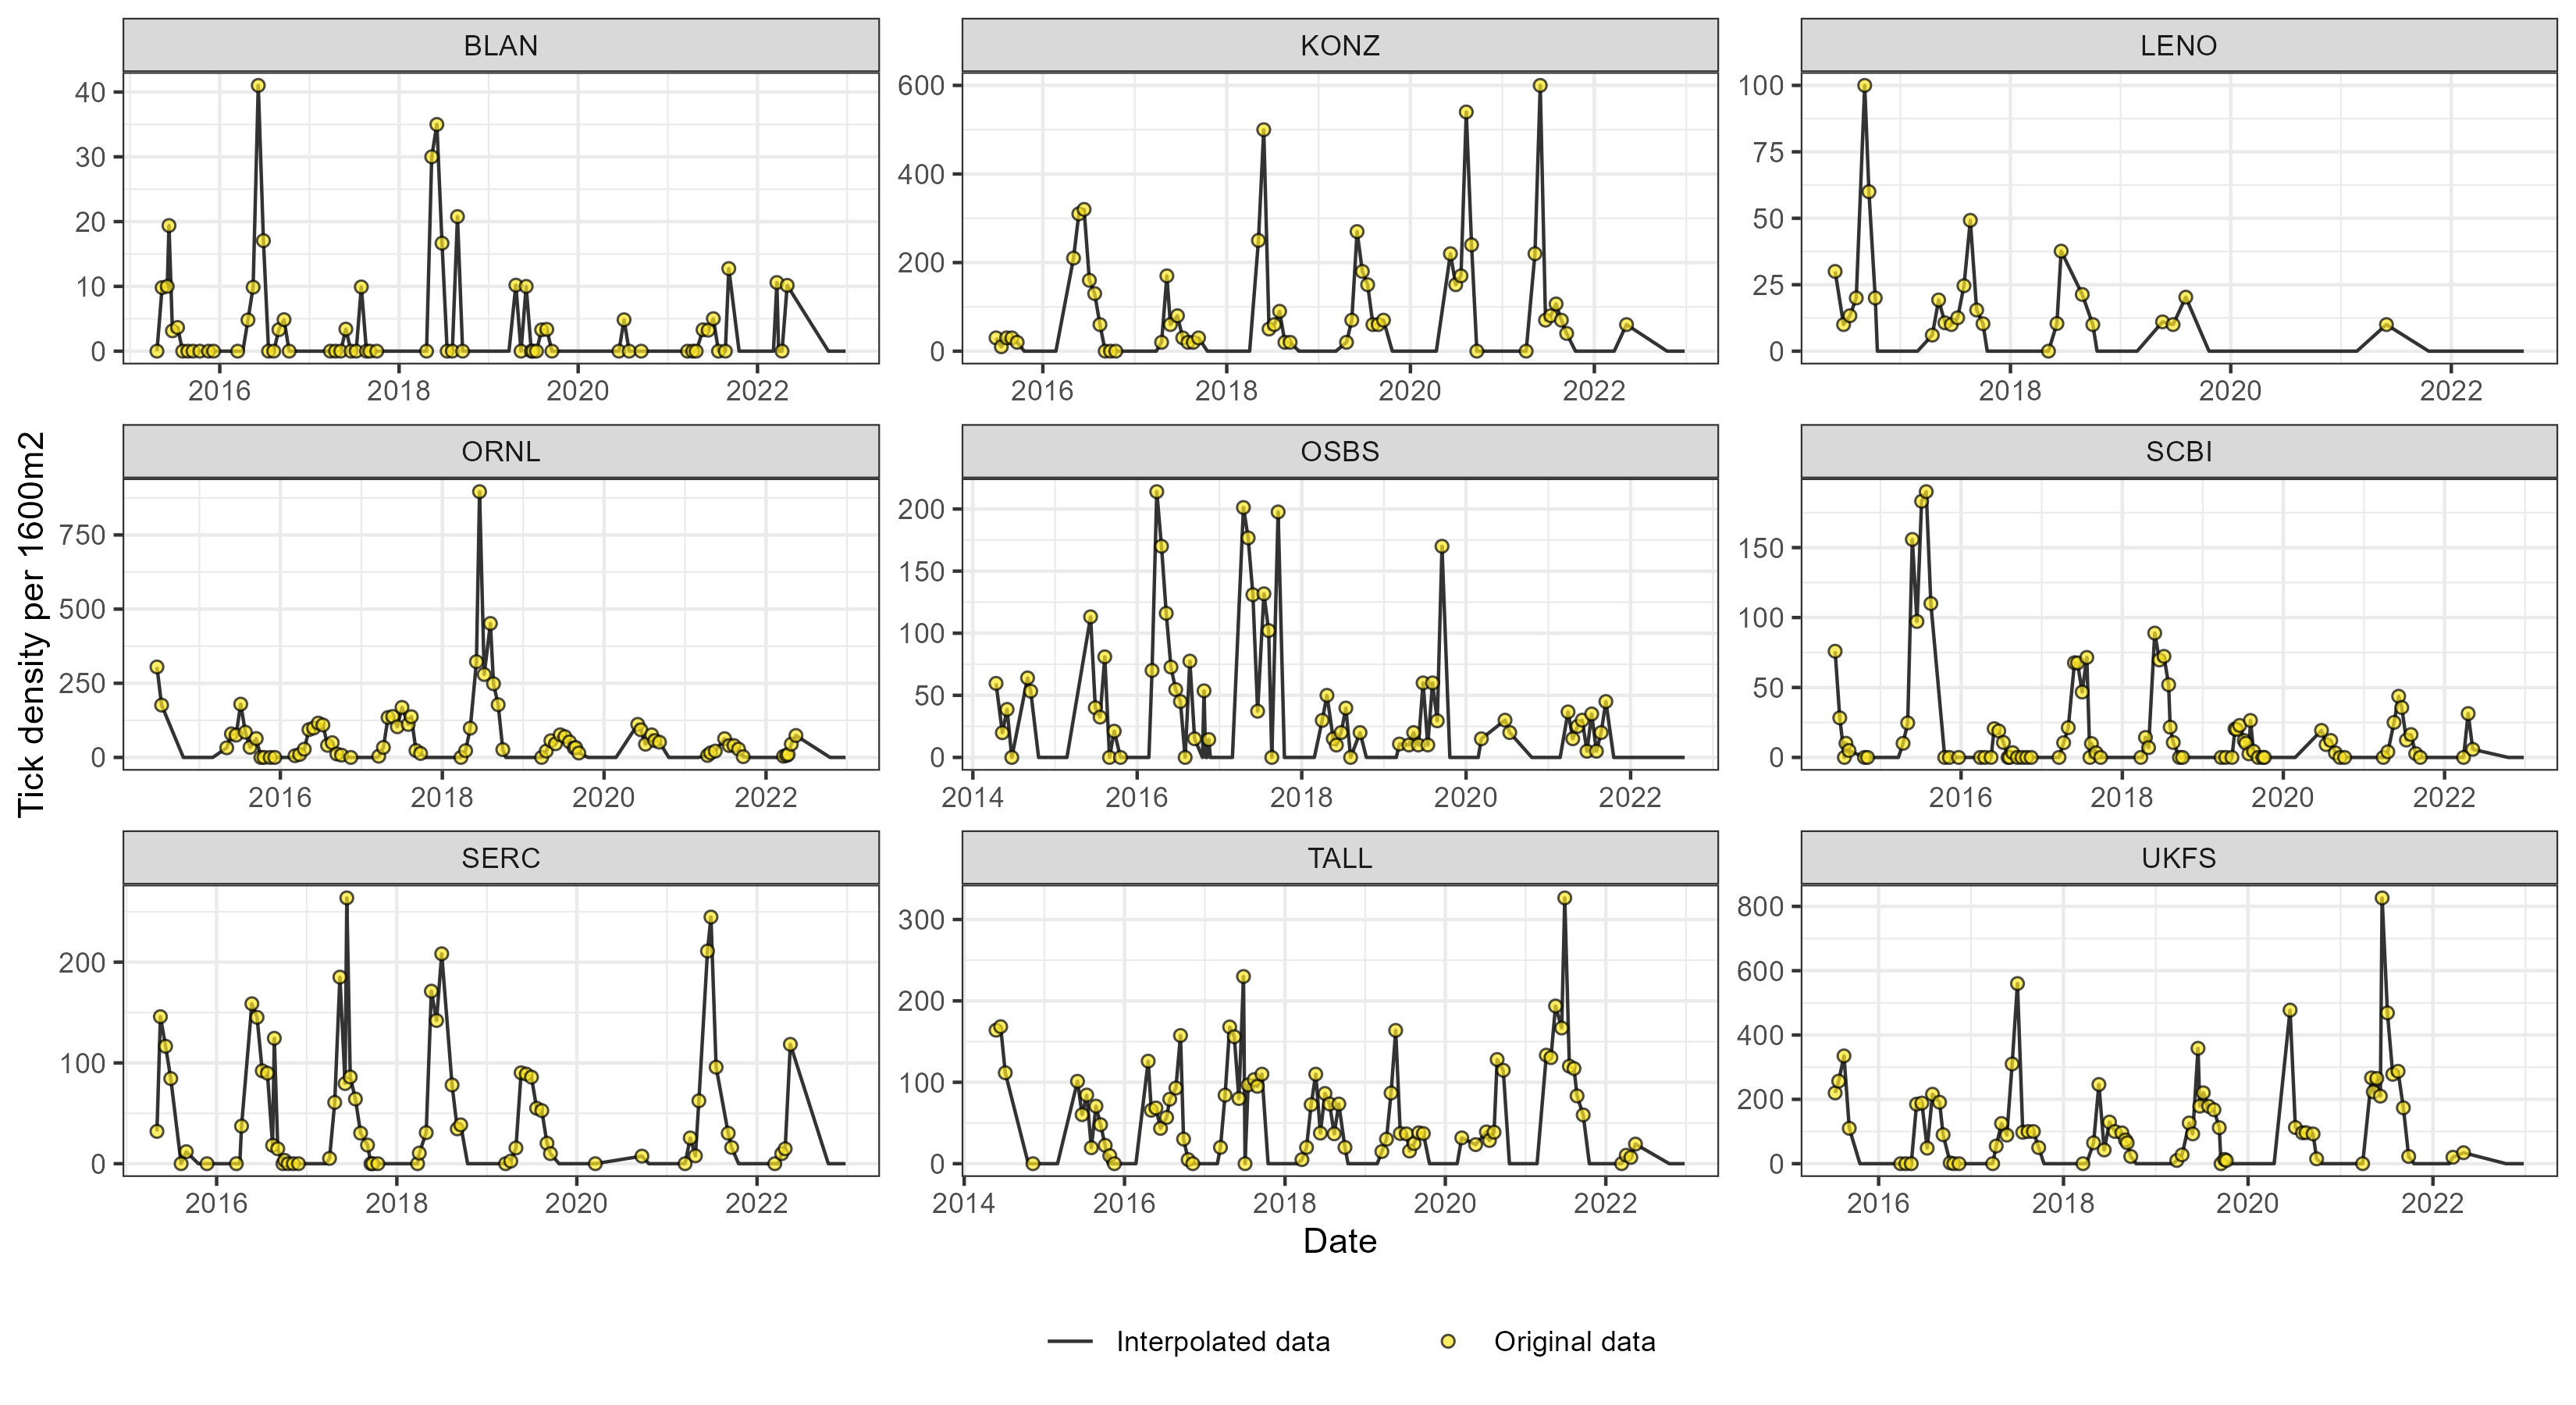 BLAN KONZ LENO
40 600 100
30 400 75
20 50
10 200 25
0 0 0
2016 2018 2020 2022 2016 2018 2020 2022 2018 2020 2022
ORNL OSBS SCBI
750 200 150
500 150 100
250 100 50
50
0 0 0
2016 2018 2020 2022 2014 2016 2018 2020 2022 2016 2018 2020 2022
Tick density per 1600m2
SERC TALL UKFS
200 300 800
100 200 600
100 400
200
0 0 0
2016 2018 2020 2022 2014 2016 2018 2020 2022 2016 2018 2020 2022
Date
Interpolated data Original data